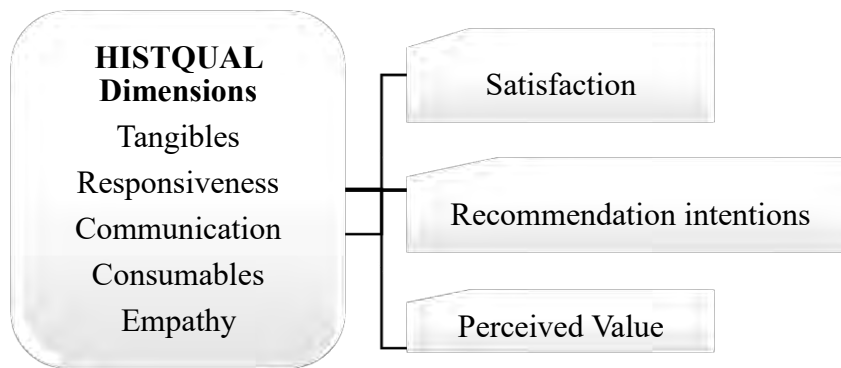 HISTQUAL
Dimensions
Tangibles
Responsiveness
Communication
Consumables
Empathy
Satisfaction
Recommendation intentions
Perceived Value